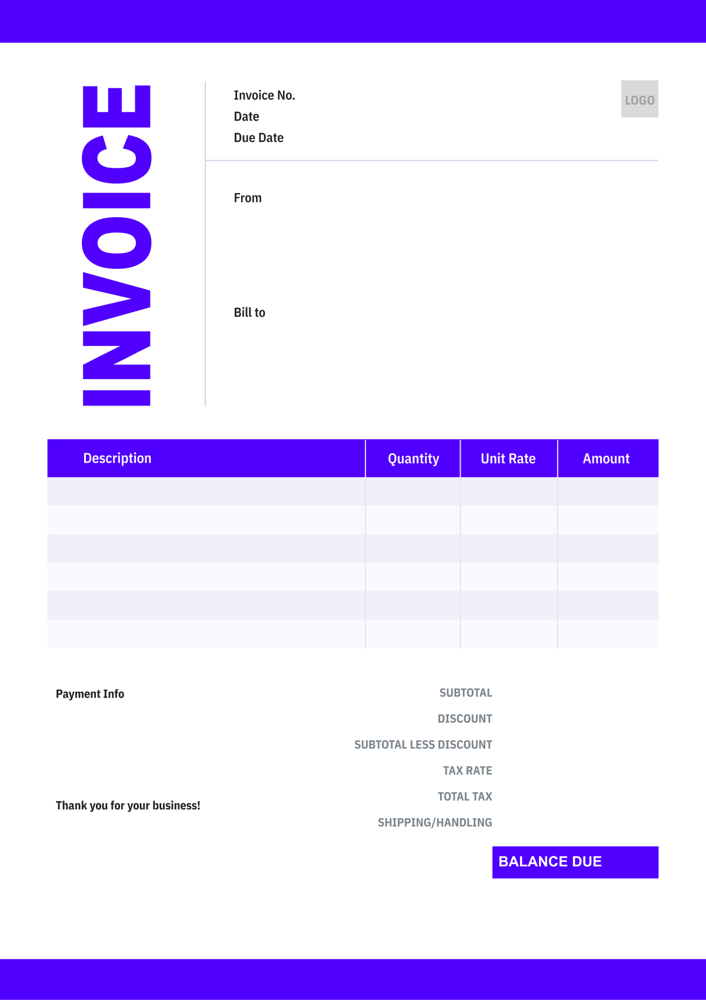 INVOICE
Invoice No.
Date
Due Date
LOGO
From
Bill to
Description Quantity Unit Rate Amount
Payment Info
Thank you for your business!
SUBTOTAL
DISCOUNT
SUBTOTAL LESS DISCOUNT
TAX RATE
TOTAL TAX
SHIPPING/HANDLING
BALANCE DUE